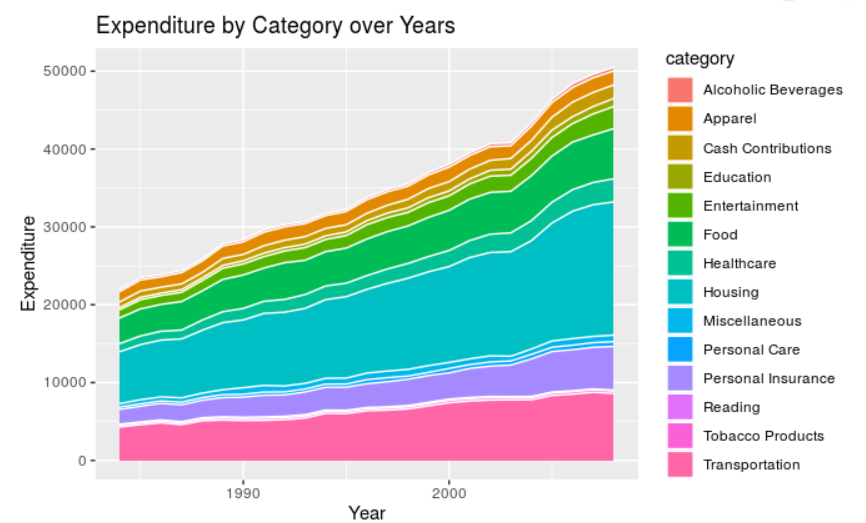 Expenditure by Category over Years
50000
40000
30000
20000
10000
0
Expenditure
1990
2000
Year
category
Alcoholic Beverages
Apparel
Cash Contributions
Education
Entertainment
Food
Healthcare
Housing
Miscellaneous
Personal Care
Personal Insurance
Reading
Tobacco Products
Transportation